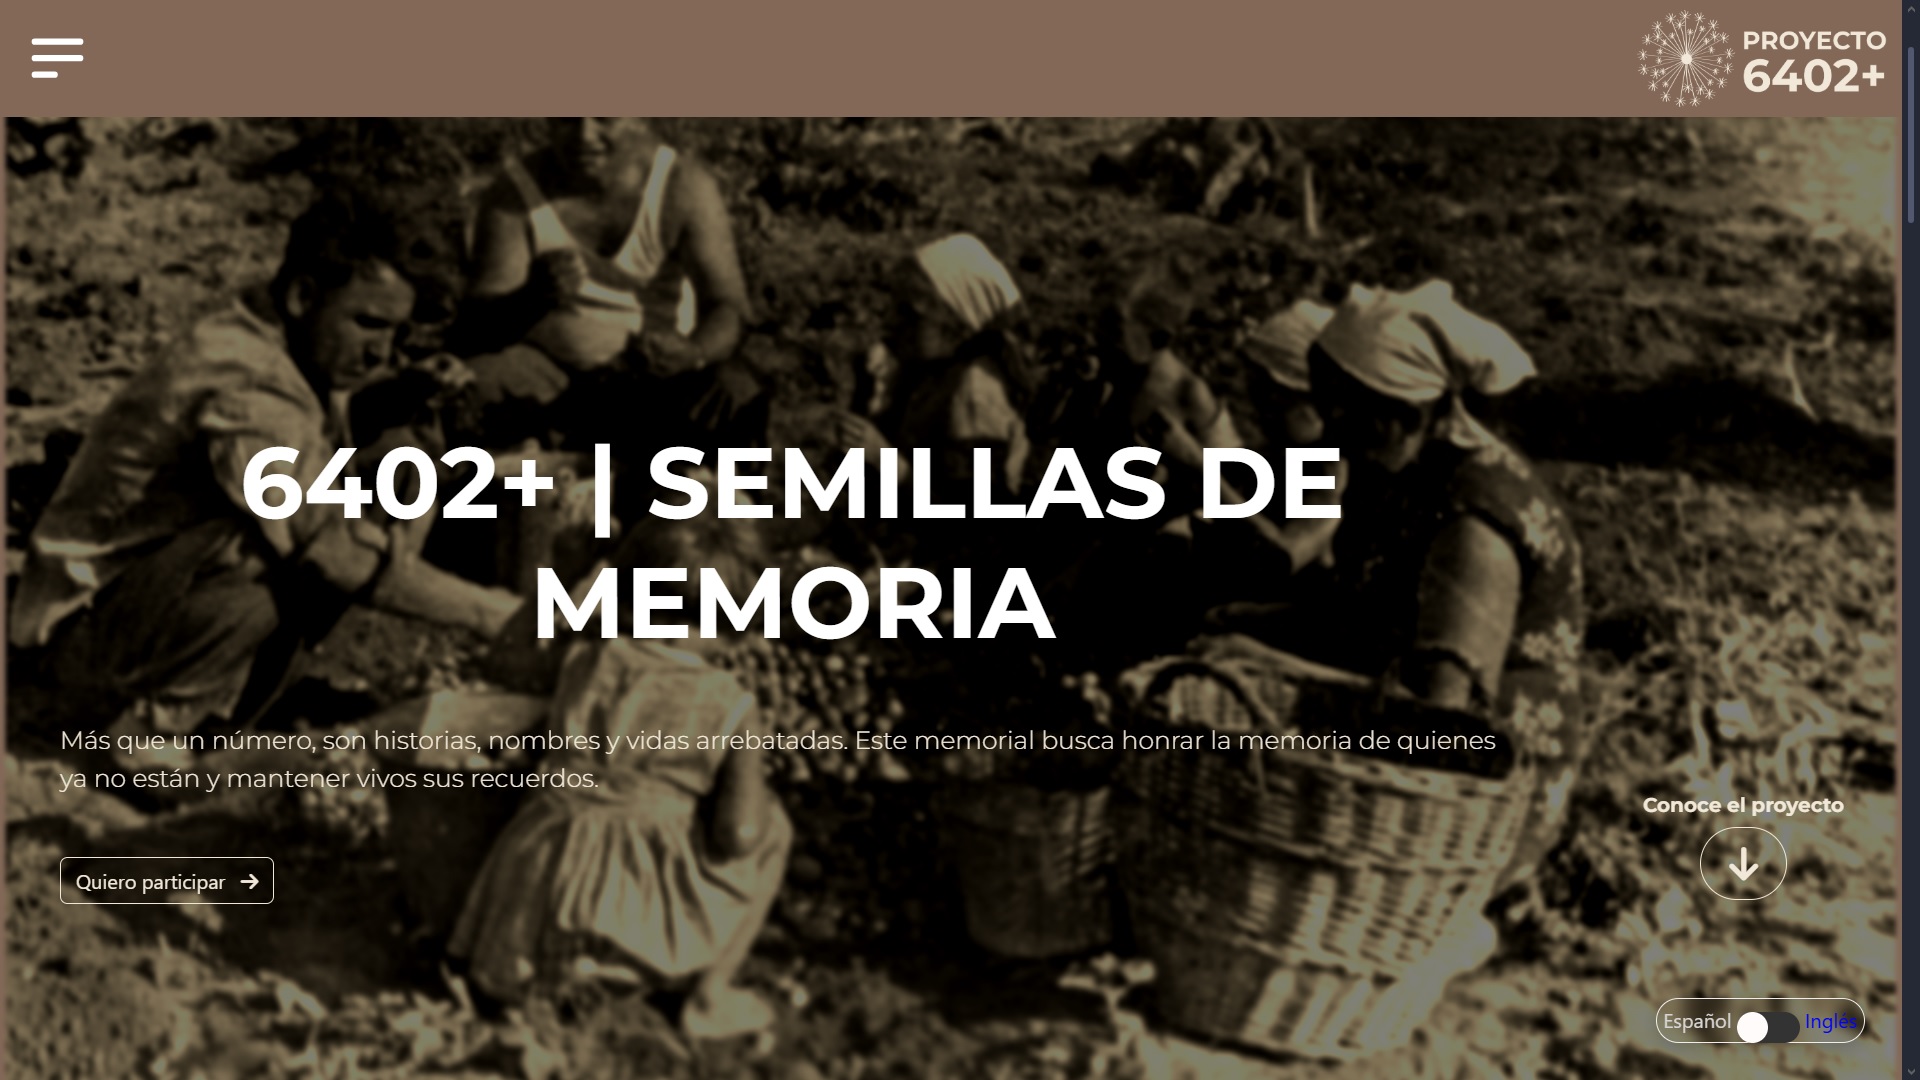 PROYECTO
6402+
6402+ | SEMILLAS DE
MEMORIA
Más que un número, son historias, nombres y vidas arrebatadas. Este memorial busca honrar la memoria de quienes
ya no están y mantener vivos sus recuerdos.
Conoce el proyecto
Quiero participar
Español Inglés